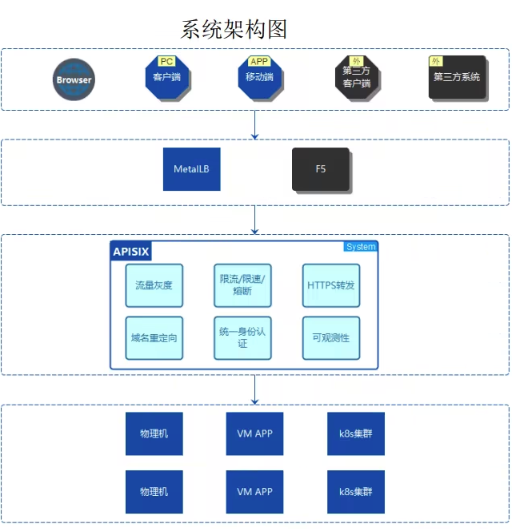 系统架构图
Browser
PC
客户端
APP
移动端
外
第三方
客户端
外
第三方系统
MetalLB
F5
APISIX
System
流量灰度
限流/限速/
熔断
HTTPS转发
域名重定向
统一身份认
证
可观测性
物理机
VM APP
k8s集群
物理机
VM APP
k8s集群